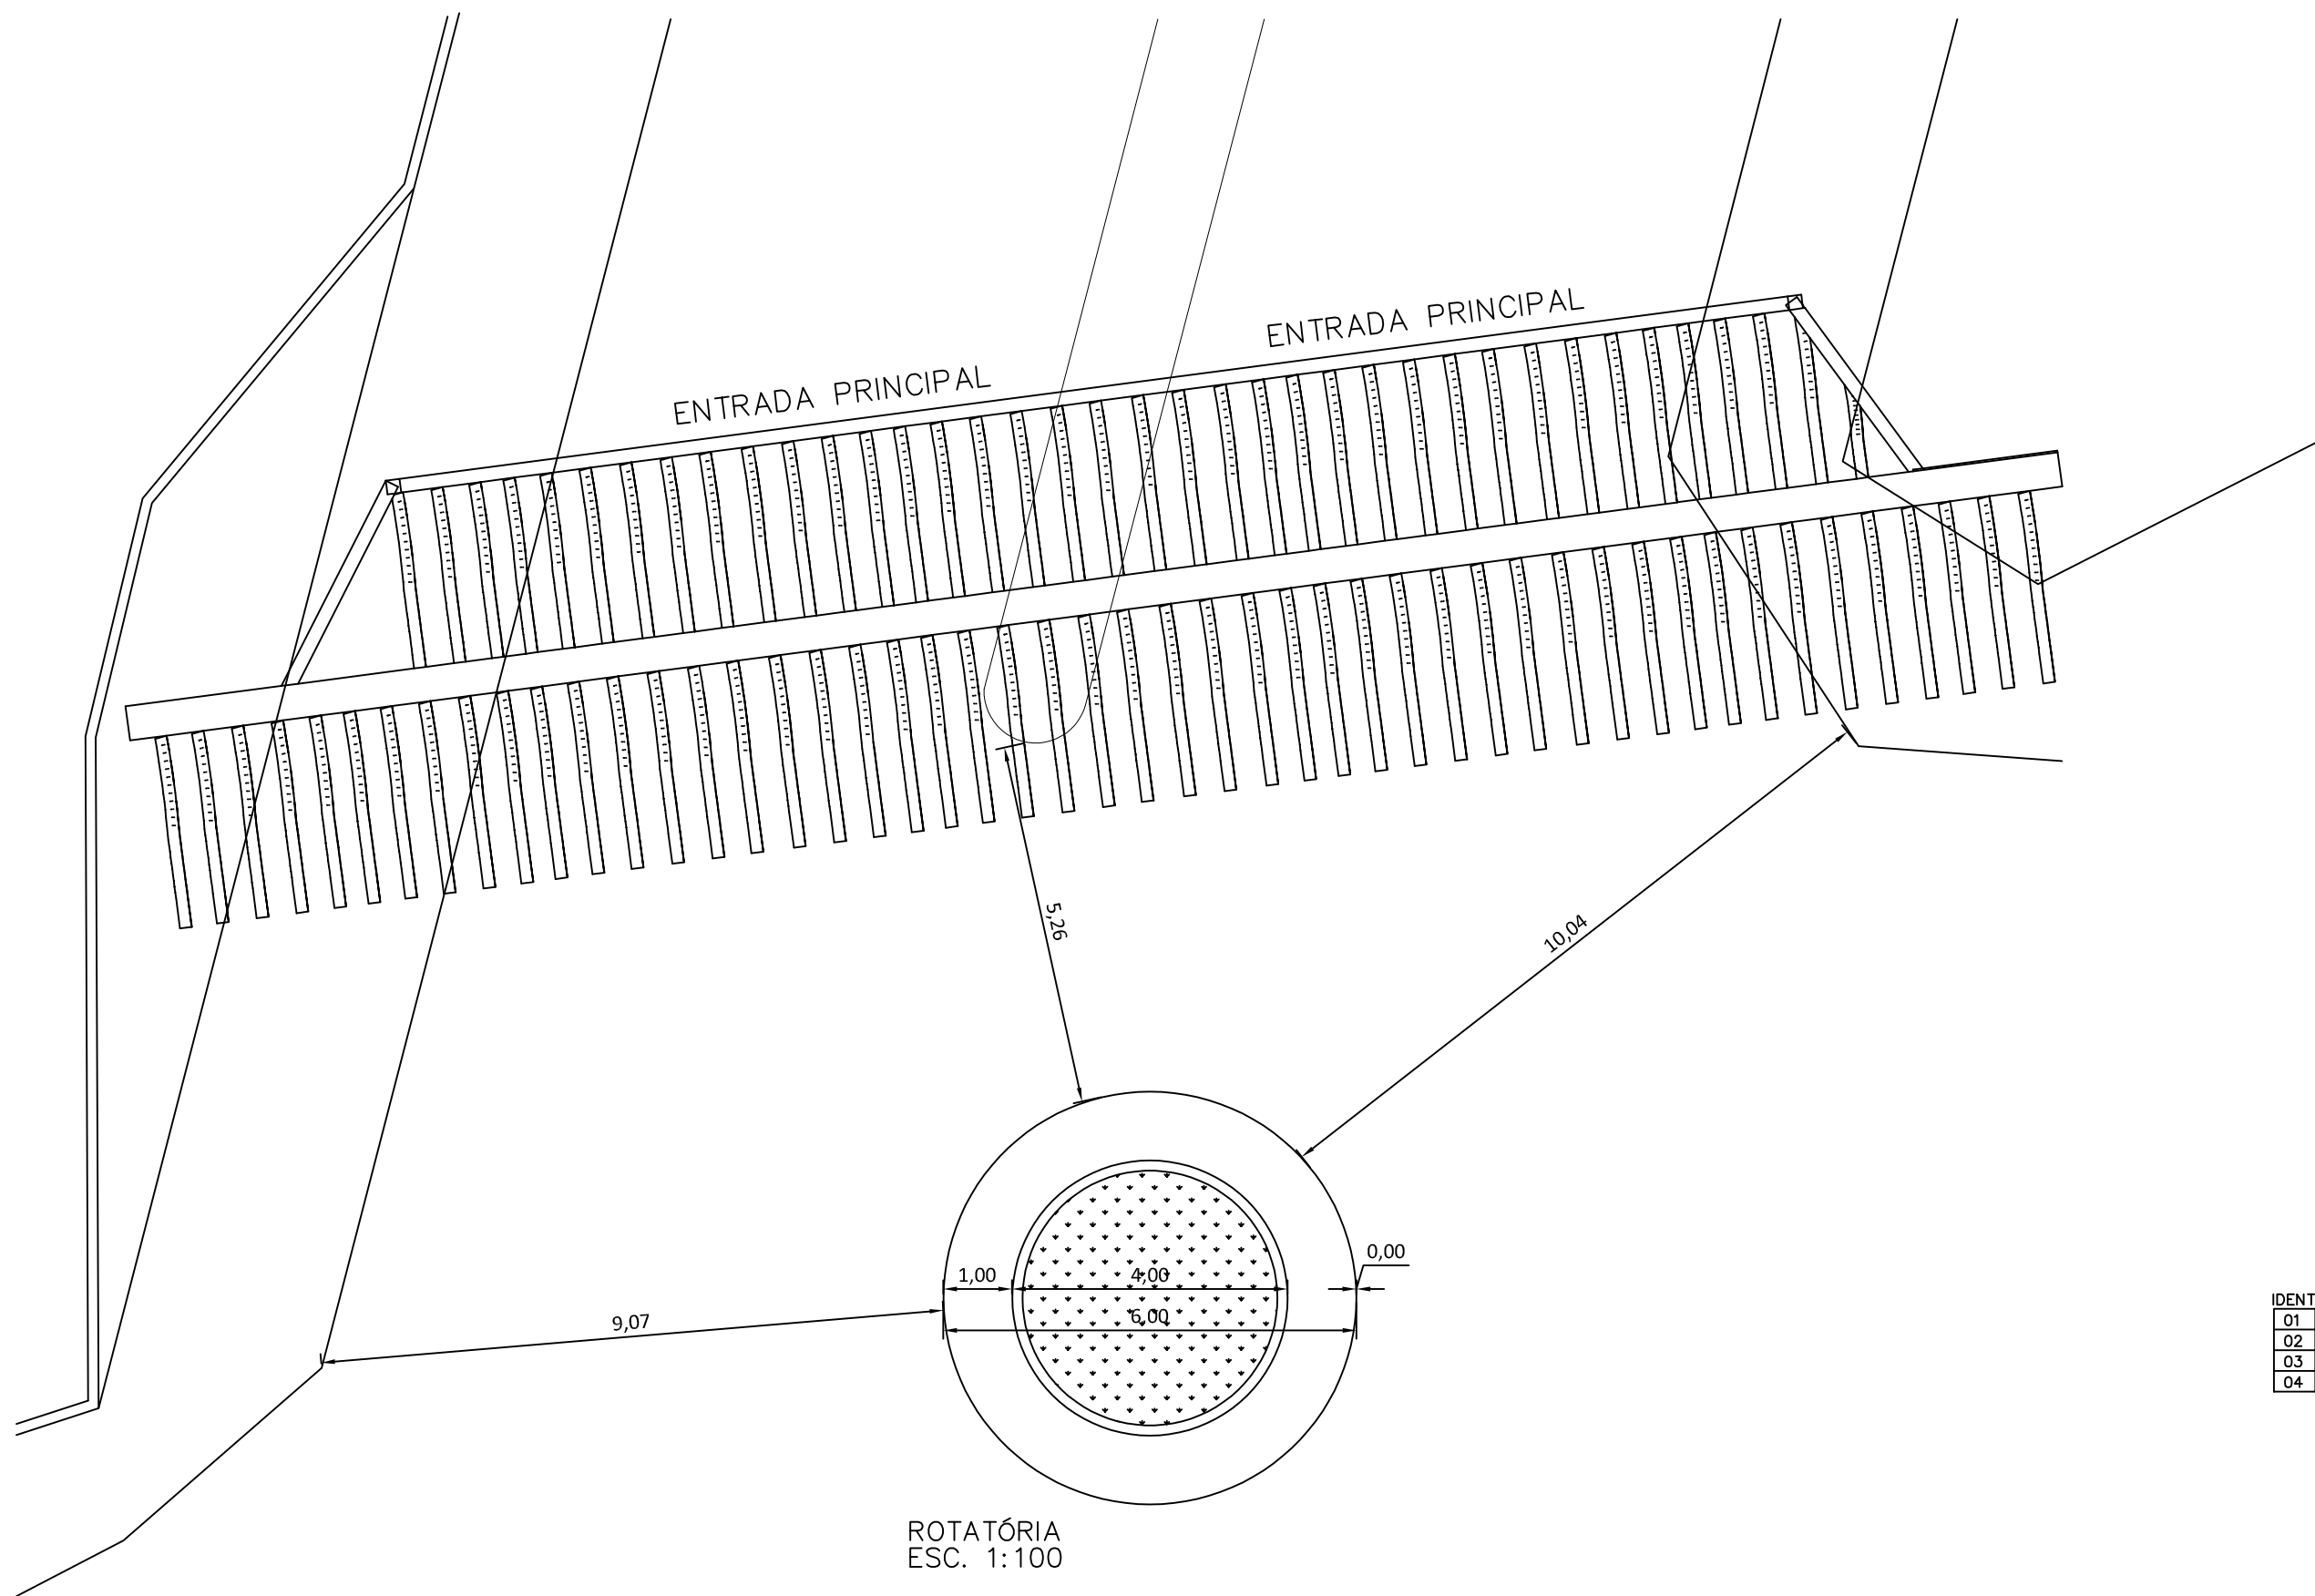 ENTRADA PRINCIPAL
ENTRADA PRINCIPAL
5,26
10,04
0,00
1,00
4,00
6,00
9,07
IDENT
01
02
03
04
ROTATÓRIA
ESC. 1:100